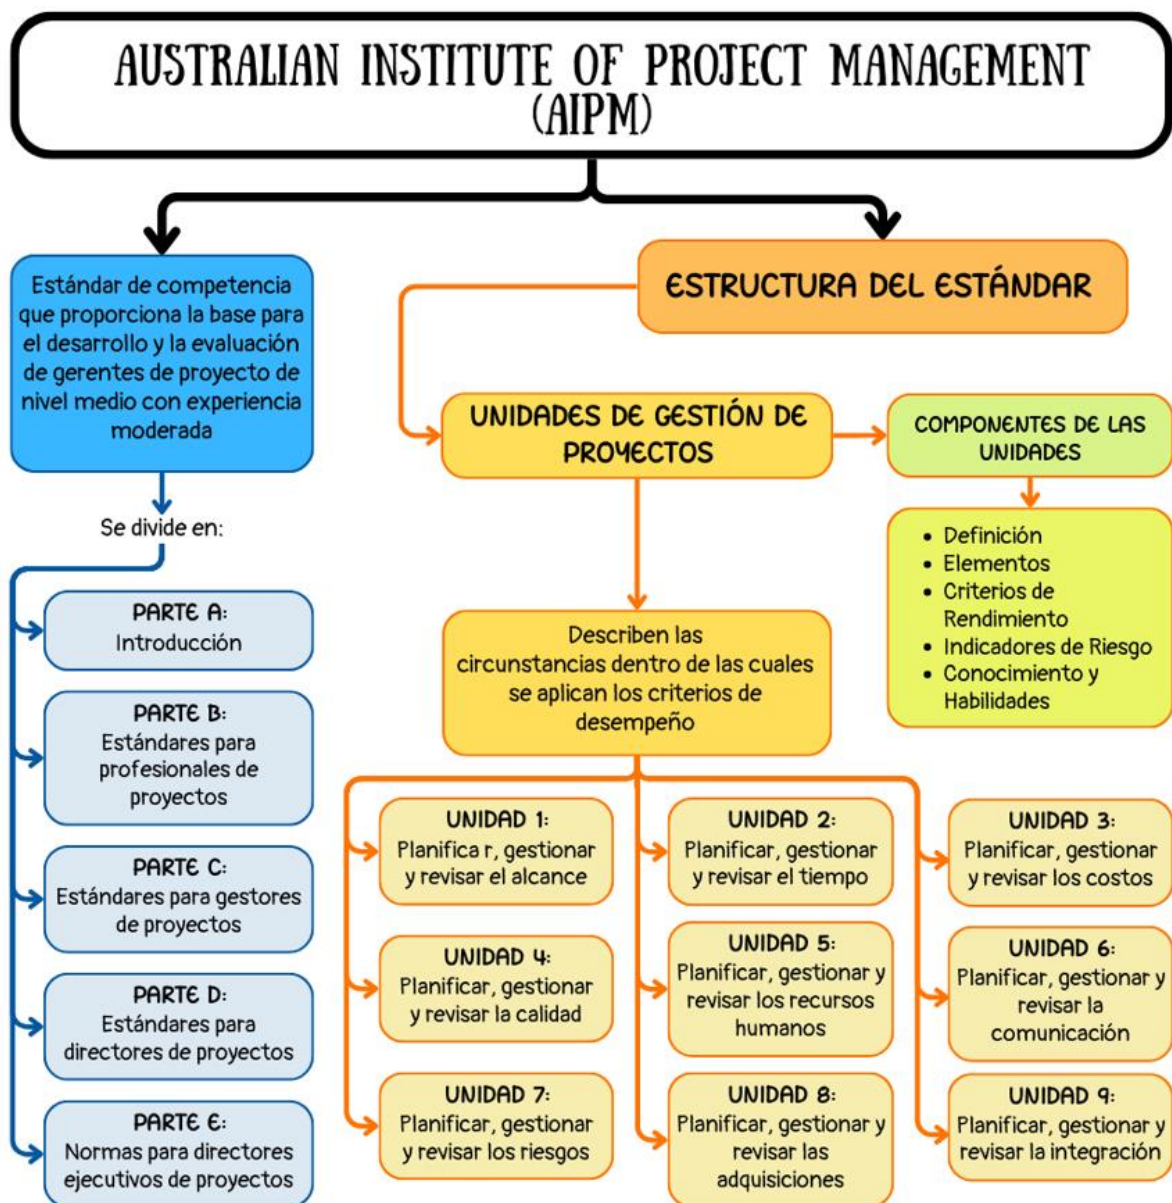 AUSTRALIAN INSTITUTE OF PROJECT MANAGEMENT
(AIPM)
Estándar de competencia
que proporciona la base para
el desarrollo y la evaluación
de gerentes de proyecto de
nivel medio con experiencia
moderada
Se divide en:
PARTE A:
Introducción
PARTE B:
Estándares para
profesionales de
proyectos
PARTE C:
Estándares para gestores
de proyectos
PARTE D:
Estándares para
directores de proyectos
PARTE E:
Normas para directores
ejecutivos de proyectos
ESTRUCTURA DEL ESTÁNDAR
UNIDADES DE GESTIÓN DE
PROYECTOS
COMPONENTES DE LAS
UNIDADES
• Definición
• Elementos
• Criterios de
Rendimiento
• Indicadores de Riesgo
• Conocimiento y
Habilidades
Describen las
circunstancias dentro de las cuales
se aplican los criterios de
desempeño
UNIDAD 1:
Planifica r, gestionar
y revisar el alcance
UNIDAD 2:
Planificar, gestionar
y revisar el tiempo
UNIDAD 3:
Planificar, gestionar
y revisar los costos
UNIDAD 4:
Planificar, gestionar
y revisar la calidad
UNIDAD 5:
Planificar, gestionar y
revisar los recursos
humanos
UNIDAD 6:
Planificar, gestionar y
revisar la
comunicación
UNIDAD 7:
Planificar, gestionar
y revisar los riesgos
UNIDAD 8:
Planificar, gestionar y
revisar las
adquisiciones
UNIDAD 9:
Planificar, gestionar y
revisar la integración